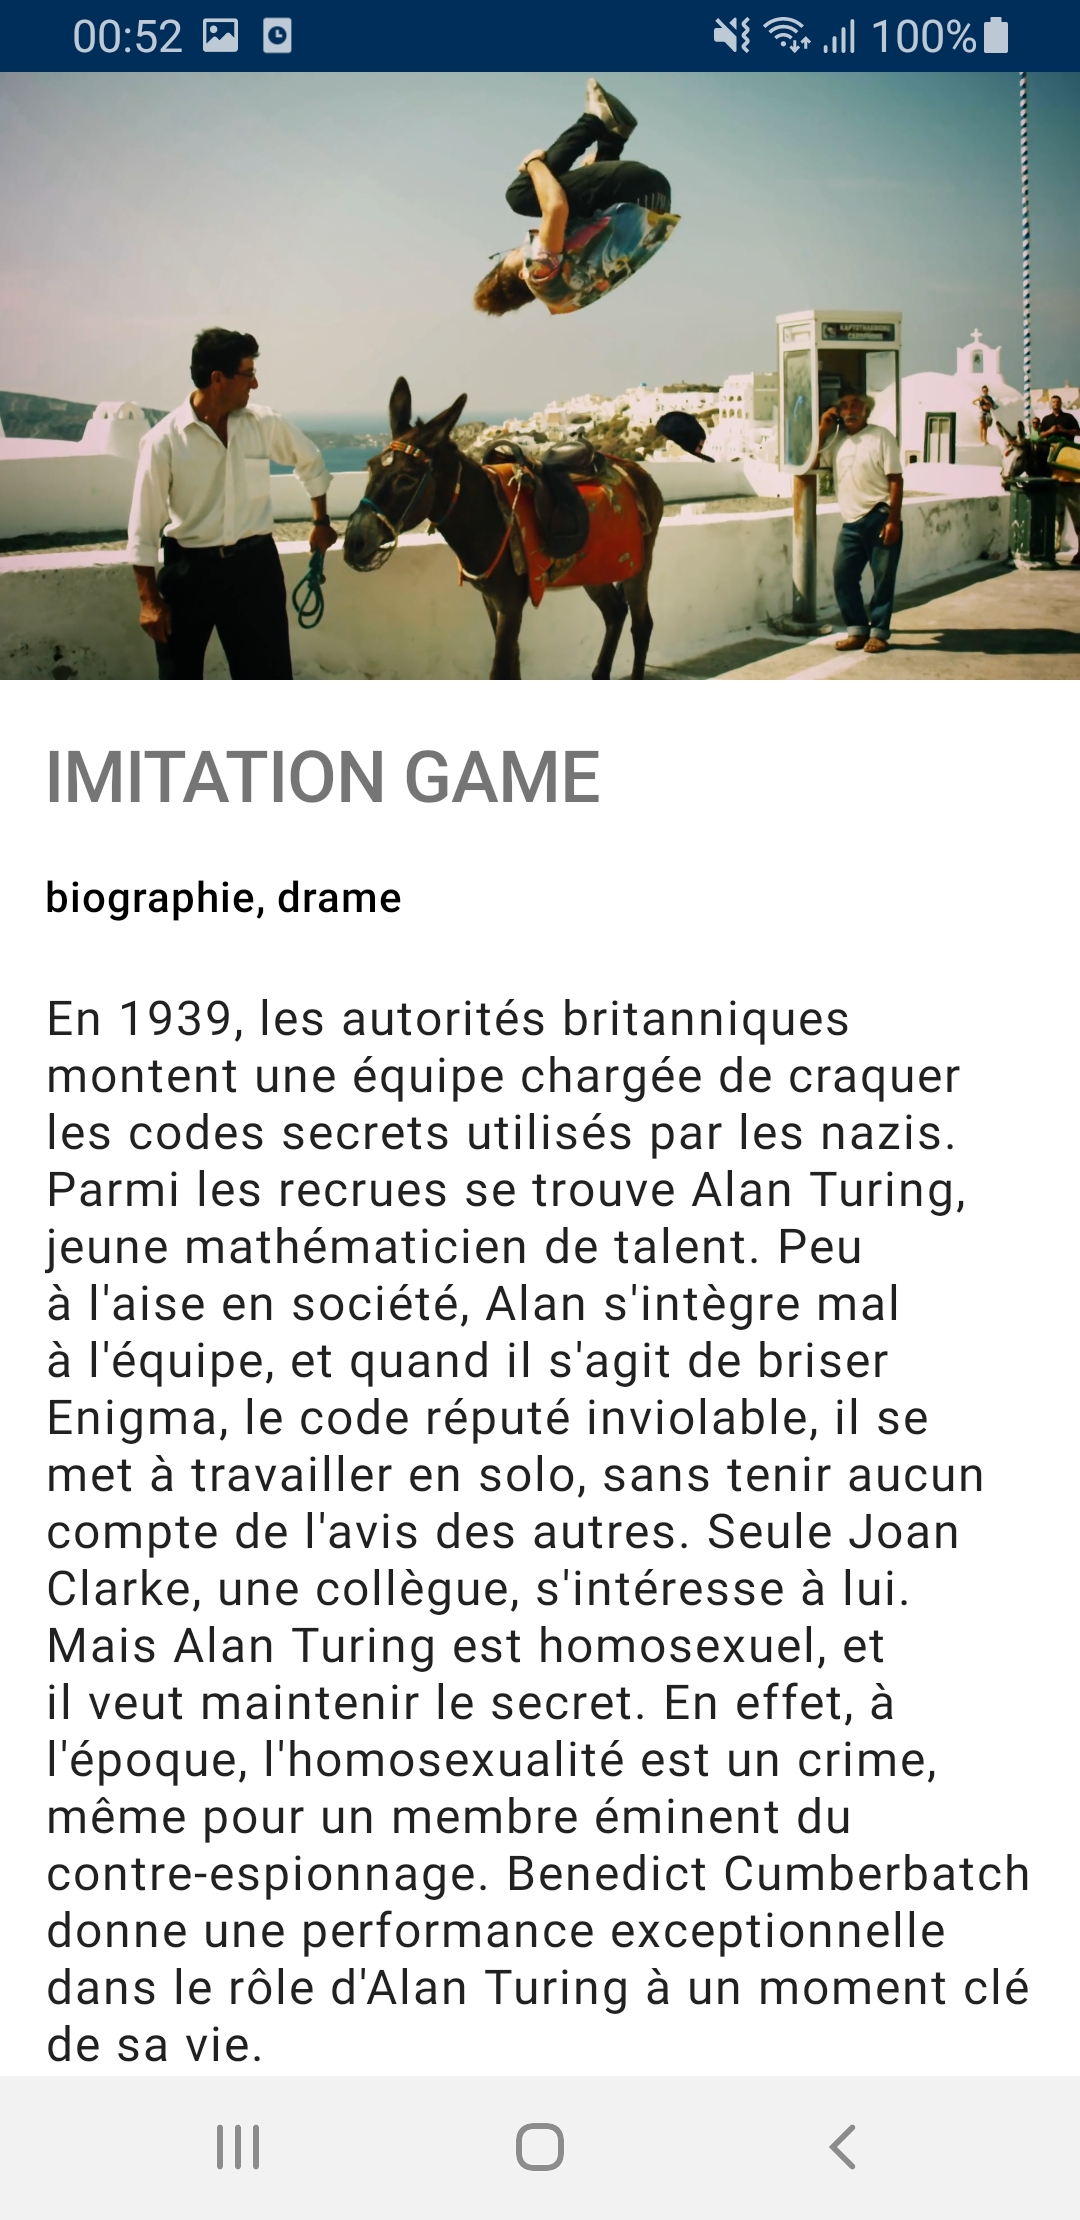 00:52 100%
ΚΑΡΤΟΤΗΛΕΦΩΝΟ
CARDPHONE
IMITATION GAME
biographie, drame
En 1939, les autorités britanniques
montent une équipe chargée de craquer
les codes secrets utilisés par les nazis.
Parmi les recrues se trouve Alan Turing,
jeune mathématicien de talent. Peu
à l'aise en société, Alan s'intègre mal
à l'équipe, et quand il s'agit de briser
Enigma, le code réputé inviolable, il se
met à travailler en solo, sans tenir aucun
compte de l'avis des autres. Seule Joan
Clarke, une collègue, s'intéresse à lui.
Mais Alan Turing est homosexuel, et
il veut maintenir le secret. En effet, à
l'époque, l'homosexualité est un crime,
même pour un membre éminent du
contre-espionnage. Benedict Cumberbatch
donne une performance exceptionnelle
dans le rôle d'Alan Turing à un moment clé
de sa vie.